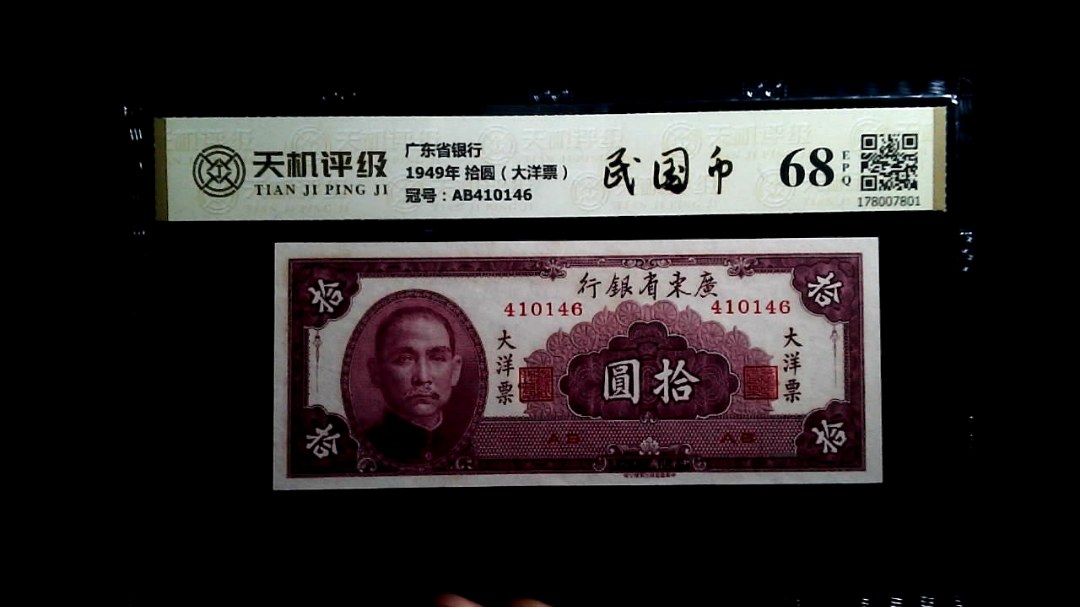 天机评级
TIAN JI PING JI
广东省银行
1949年 拾圆（大洋票）
冠号：AB410146
民国币
68
EPQ
178007801
行銀省東廣
410146 410146
拾 拾
大洋票 大洋票
圓拾
AB AB
拾 拾